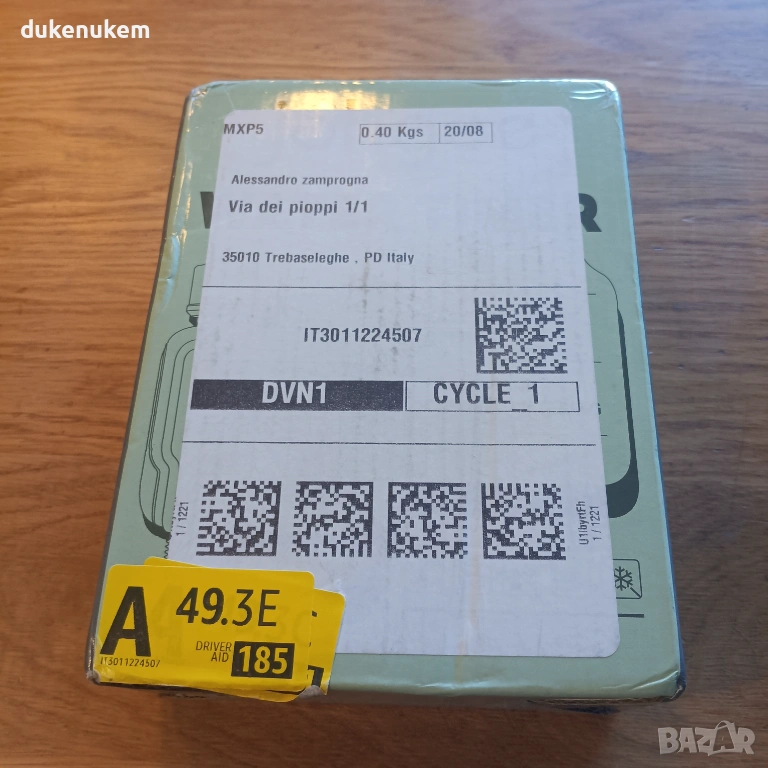 dukenukem
MXP5
0.40 Kgs 20/08
Alessandro zamprogna
Via dei pioppi 1/1
R
35010 Trebaseleghe , PD Italy
IT3011224507
DVN1 CYCLE_1
1 / 1221
1 / 1221
A
49.3E
DRIVER AID 185
IT3011224507
BAZAR